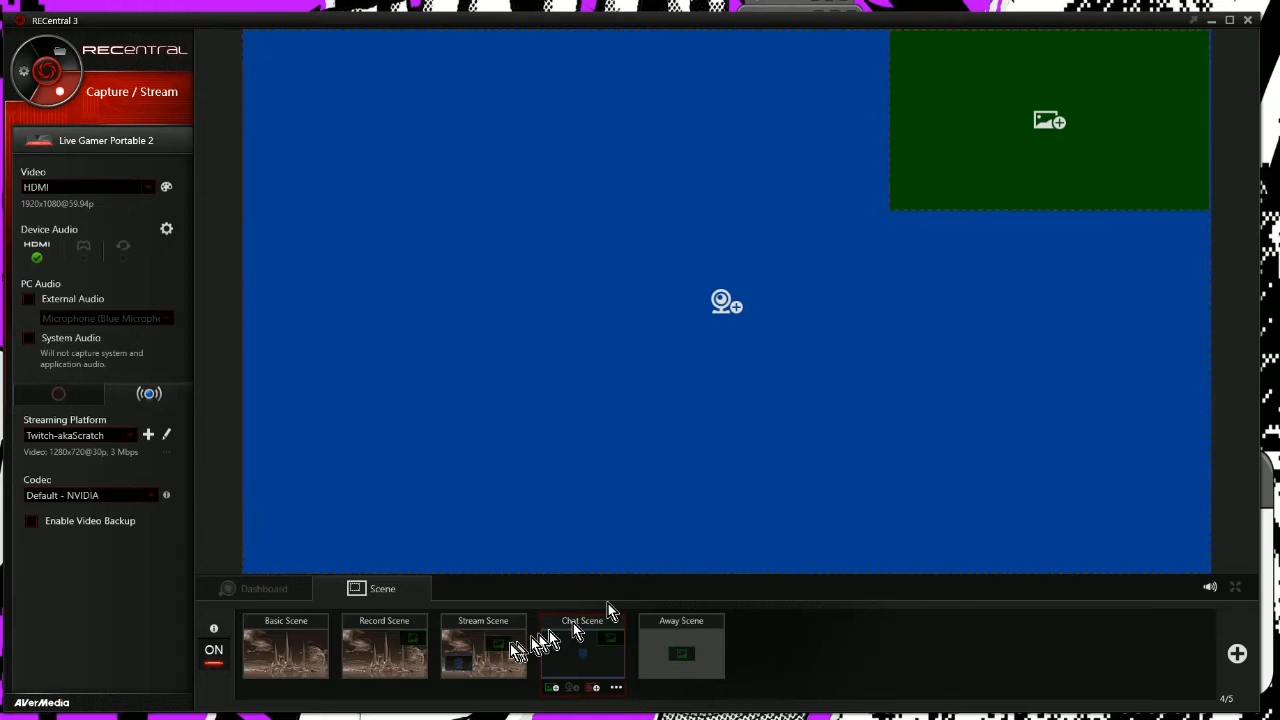 RECentral 3
RECENTRAL
Capture / Stream
Live Gamer Portable 2
Video
HDMI
1920x1080@59.94p
Device Audio
HDMI
PC Audio
External Audio
Microphone (Blue Microph
System Audio
Will not capture system and
application audio.
Streaming Platform
Twitch-akaScratch
Video: 1280x720@30p, 3 Mbps
Codec
Default - NVIDIA
Enable Video Backup
Dashboard
Scene
ON
Basic Scene
Record Scene
Stream Scene
Chat Scene
Away Scene
AVerMedia
4/5